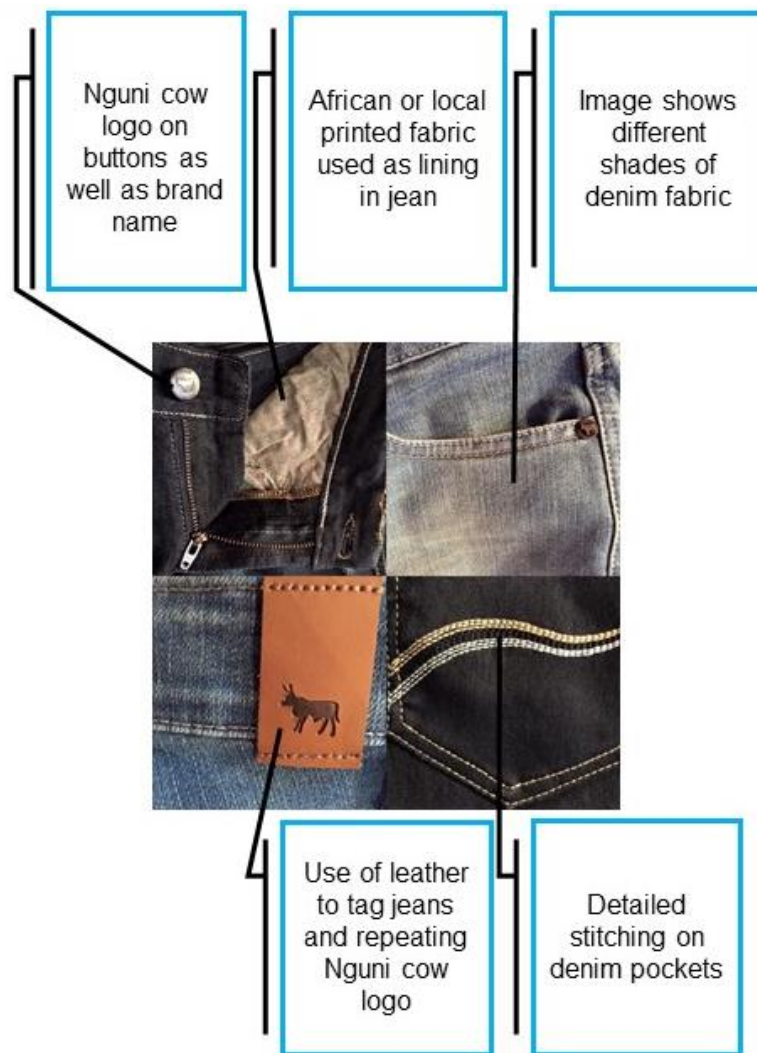 Nguni cow
logo on
buttons as
well as brand
name
African or local
printed fabric
used as lining
in jean
Image shows
different
shades of
denim fabric
Use of leather
to tag jeans
and repeating
Nguni cow
logo
Detailed
stitching on
denim pockets